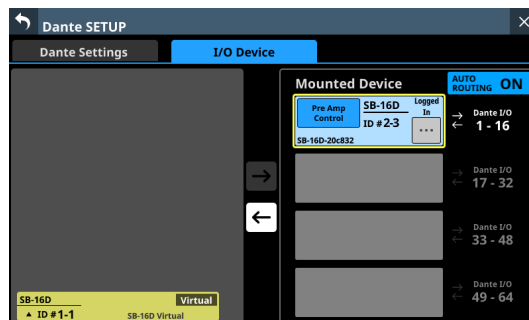 Dante SETUP
Dante Settings
I/O Device
Mounted Device
AUTO ROUTING ON
Pre Amp Control
SB-16D
ID #2-3
Logged In
...
SB-16D-20c832
Dante I/O
1 - 16
Dante I/O
17 - 32
Dante I/O
33 - 48
Dante I/O
49 - 64
SB-16D
Virtual
ID #1-1
SB-16D Virtual